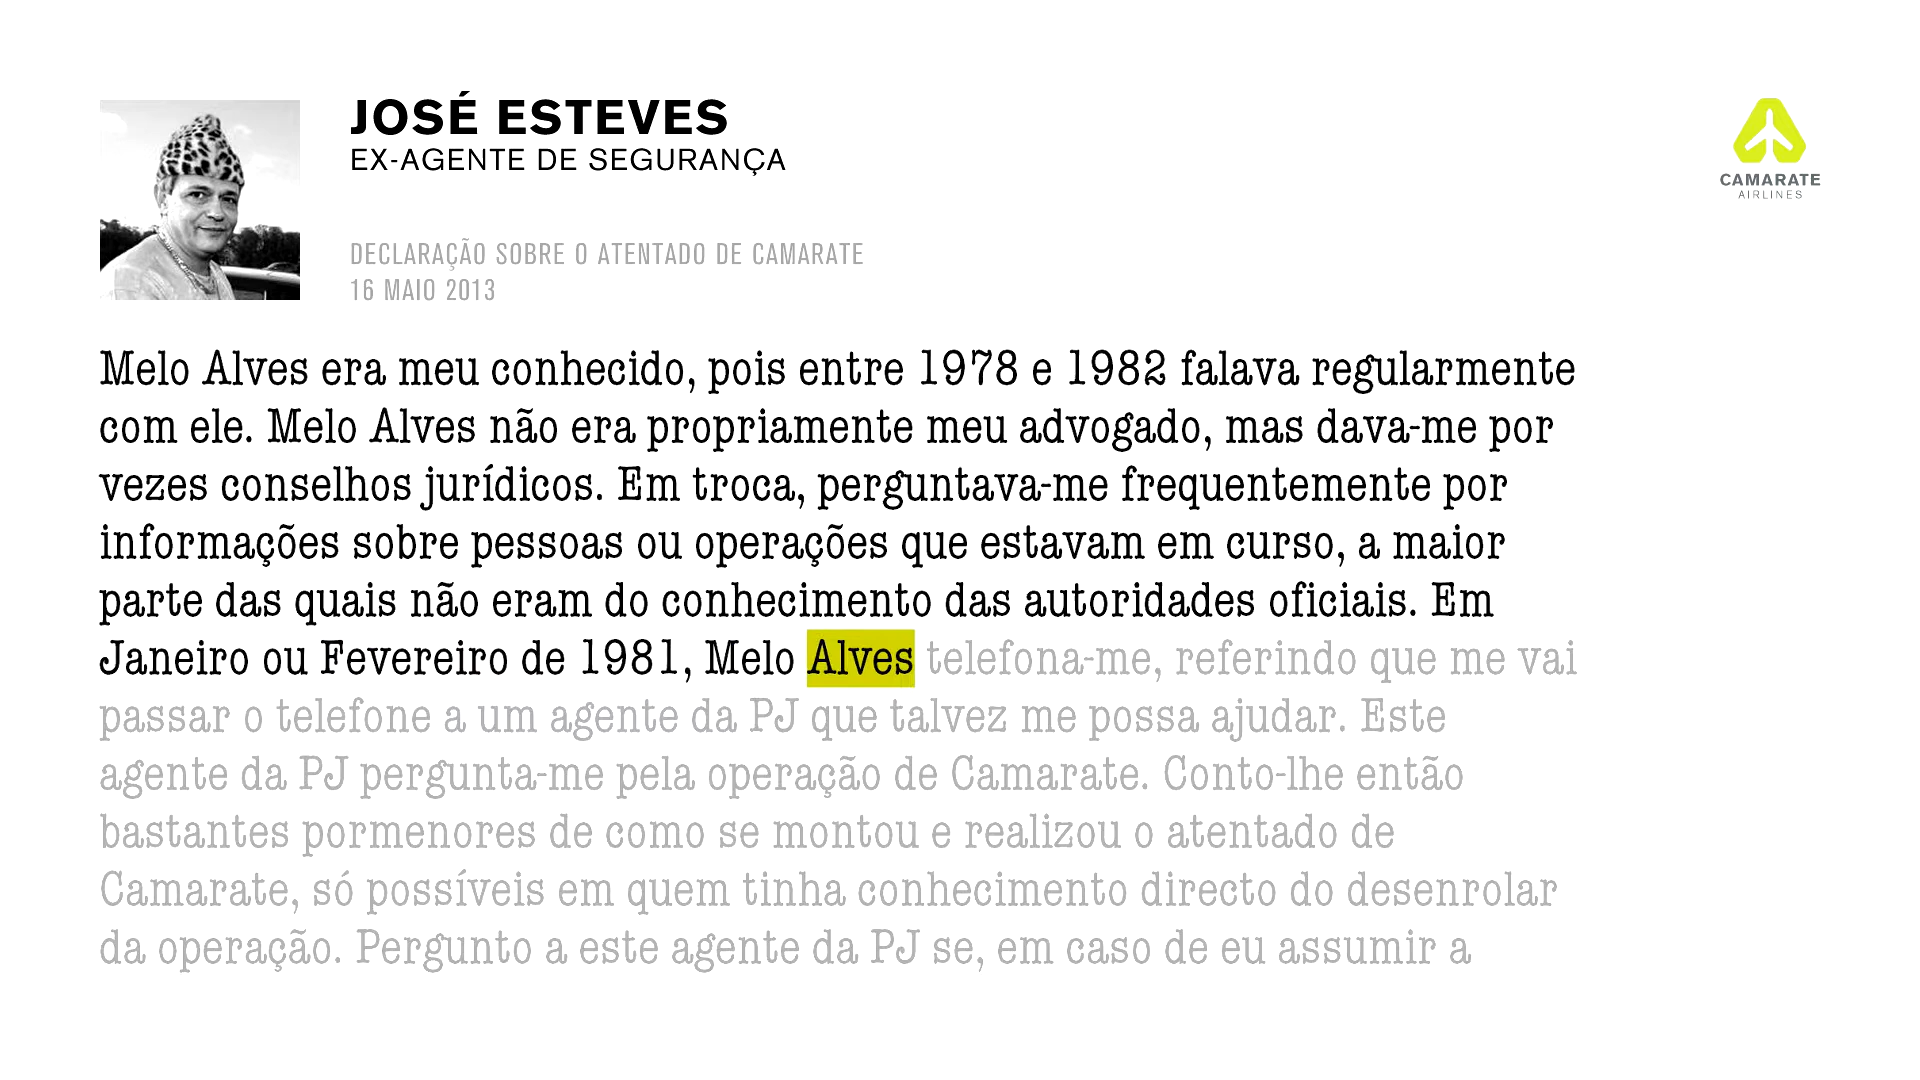 JOSÉ ESTEVES
EX-AGENTE DE SEGURANÇA
CAMARATE
AIRLINES
DECLARAÇÃO SOBRE O ATENTADO DE CAMARATE
16 MAIO 2013
Melo Alves era meu conhecido, pois entre 1978 e 1982 falava regularmente
com ele. Melo Alves não era propriamente meu advogado, mas dava-me por
vezes conselhos jurídicos. Em troca, perguntava-me frequentemente por
informações sobre pessoas ou operações que estavam em curso, a maior
parte das quais não eram do conhecimento das autoridades oficiais. Em
Janeiro ou Fevereiro de 1981, Melo Alves telefona-me, referindo que me vai
passar o telefone a um agente da PJ que talvez me possa ajudar. Este
agente da PJ pergunta-me pela operação de Camarate. Conto-lhe então
bastantes pormenores de como se montou e realizou o atentado de
Camarate, só possíveis em quem tinha conhecimento directo do desenrolar
da operação. Pergunto a este agente da PJ se, em caso de eu assumir a